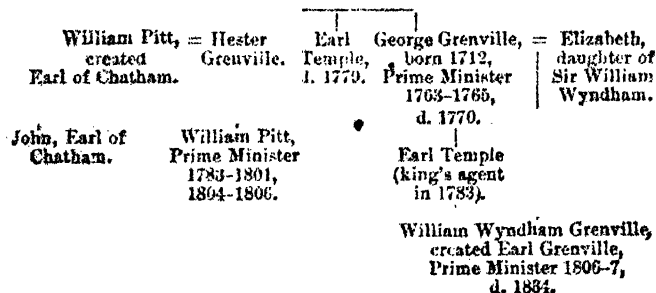 William Pitt, = Hester Earl George Grenville, = Elizabeth,
created Grenville. Temple, born 1712, daughter of
Earl of Chatham. d. 1779. Prime Minister Sir William
1763-1765, Wyndham.
d. 1770.
John, Earl of William Pitt,
Chatham. Prime Minister Earl Temple
1783-1801, (king's agent
1804-1806. in 1783).
William Wyndham Grenville,
created Earl Grenville,
Prime Minister 1806-7,
d. 1834.